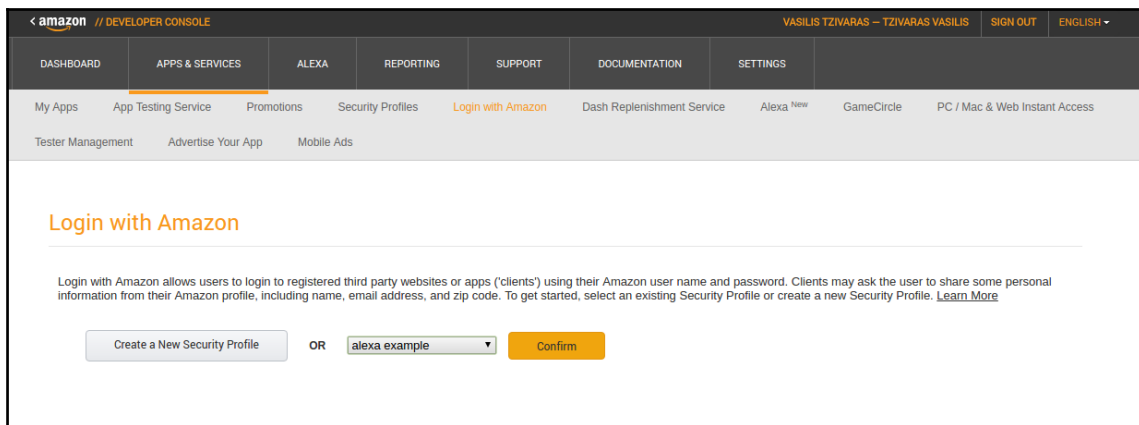 < amazon // DEVELOPER CONSOLE VASILIS TZIVARAS — TZIVARAS VASILIS SIGN OUT ENGLISH
DASHBOARD APPS & SERVICES ALEXA REPORTING SUPPORT DOCUMENTATION SETTINGS
My Apps App Testing Service Promotions Security Profiles Login with Amazon Dash Replenishment Service Alexa New GameCircle PC / Mac & Web Instant Access
Tester Management Advertise Your App Mobile Ads
Login with Amazon
Login with Amazon allows users to login to registered third party websites or apps ('clients') using their Amazon user name and password. Clients may ask the user to share some personal
information from their Amazon profile, including name, email address, and zip code. To get started, select an existing Security Profile or create a new Security Profile. Learn More
Create a New Security Profile OR alexa example Confirm